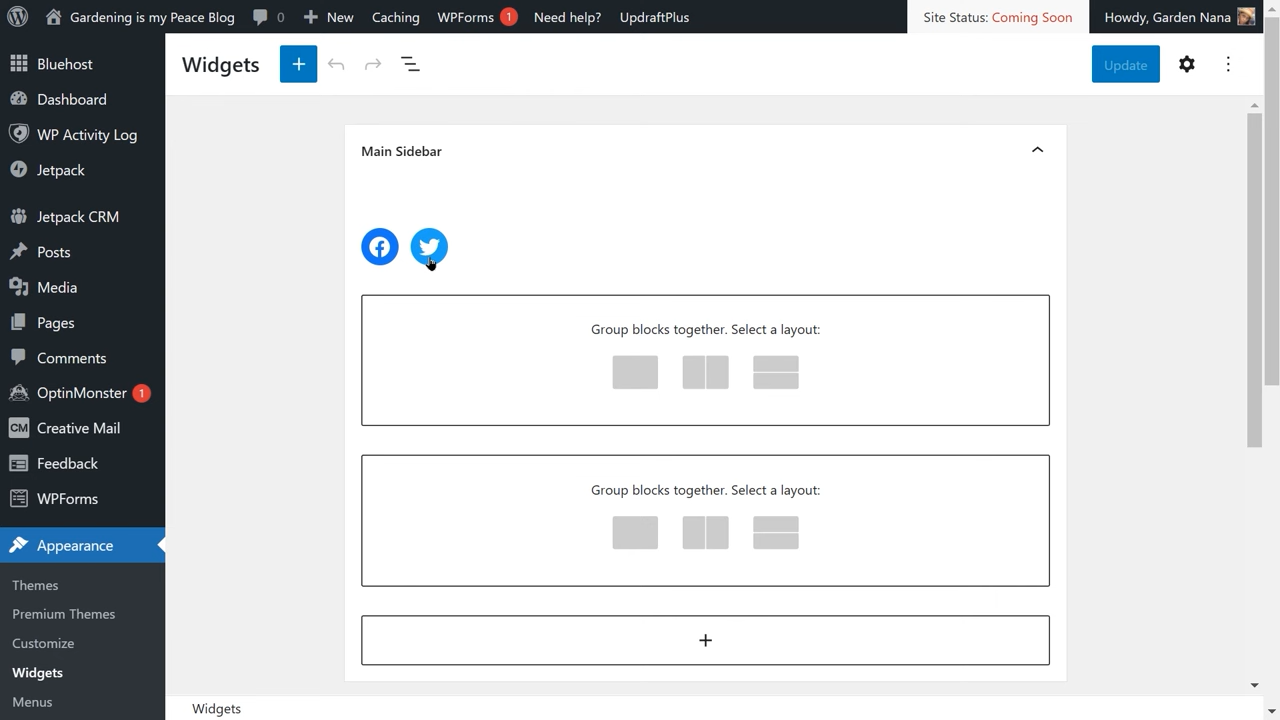 Gardening is my Peace Blog 0 New Caching WPForms 1 Need help? UpdraftPlus Site Status: Coming Soon Howdy, Garden Nana
Bluehost
Dashboard
WP Activity Log
Jetpack
Jetpack CRM
Posts
Media
Pages
Comments
OptinMonster 1
CM Creative Mail
Feedback
WPForms
Appearance
Themes
Premium Themes
Customize
Widgets
Menus
Widgets Update
Main Sidebar
Group blocks together. Select a layout:
Group blocks together. Select a layout:
Widgets